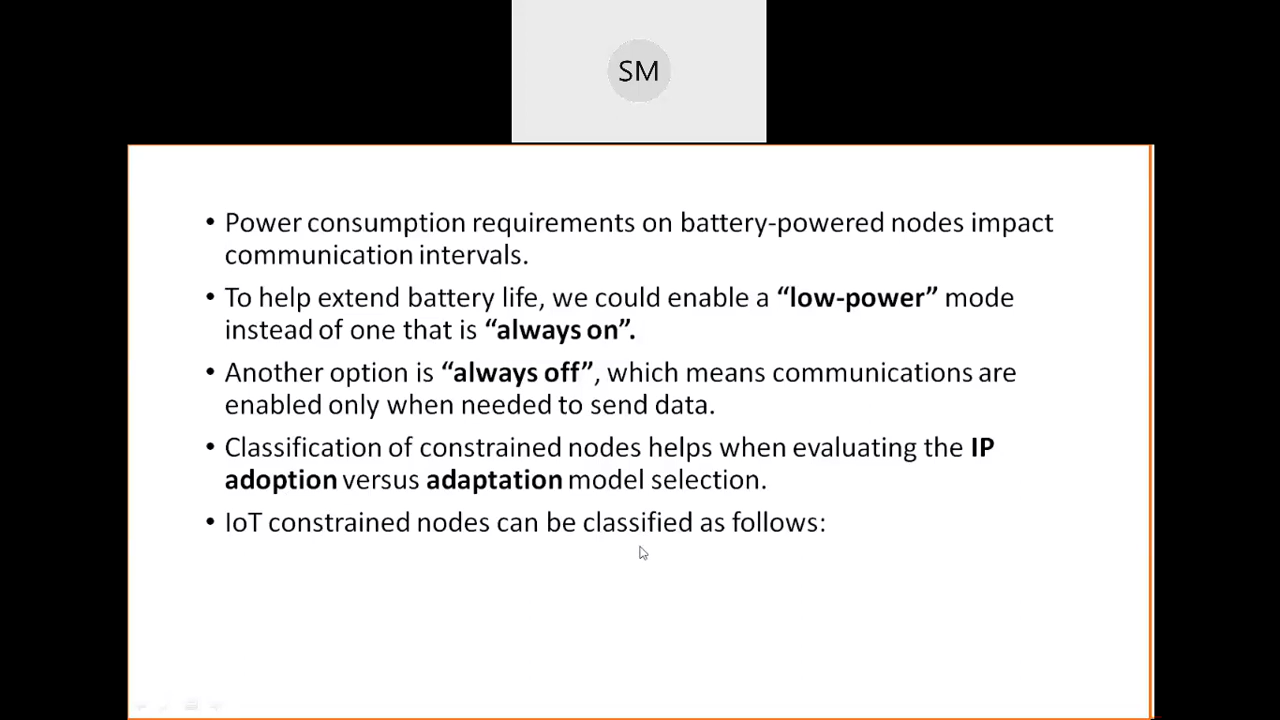 SM
• Power consumption requirements on battery-powered nodes impact
communication intervals.
• To help extend battery life, we could enable a “low-power” mode
instead of one that is “always on”.
• Another option is “always off”, which means communications are
enabled only when needed to send data.
• Classification of constrained nodes helps when evaluating the IP
adoption versus adaptation model selection.
• IoT constrained nodes can be classified as follows: